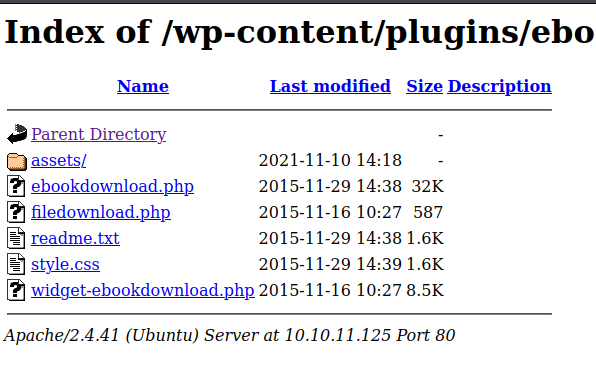 Index of /wp-content/plugins/ebo
Name Last modified Size Description
Parent Directory -
assets/ 2021-11-10 14:18 -
ebookdownload.php 2015-11-29 14:38 32K
filedownload.php 2015-11-16 10:27 587
readme.txt 2015-11-29 14:38 1.6K
style.css 2015-11-29 14:39 1.6K
widget-ebookdownload.php 2015-11-16 10:27 8.5K
Apache/2.4.41 (Ubuntu) Server at 10.10.11.125 Port 80